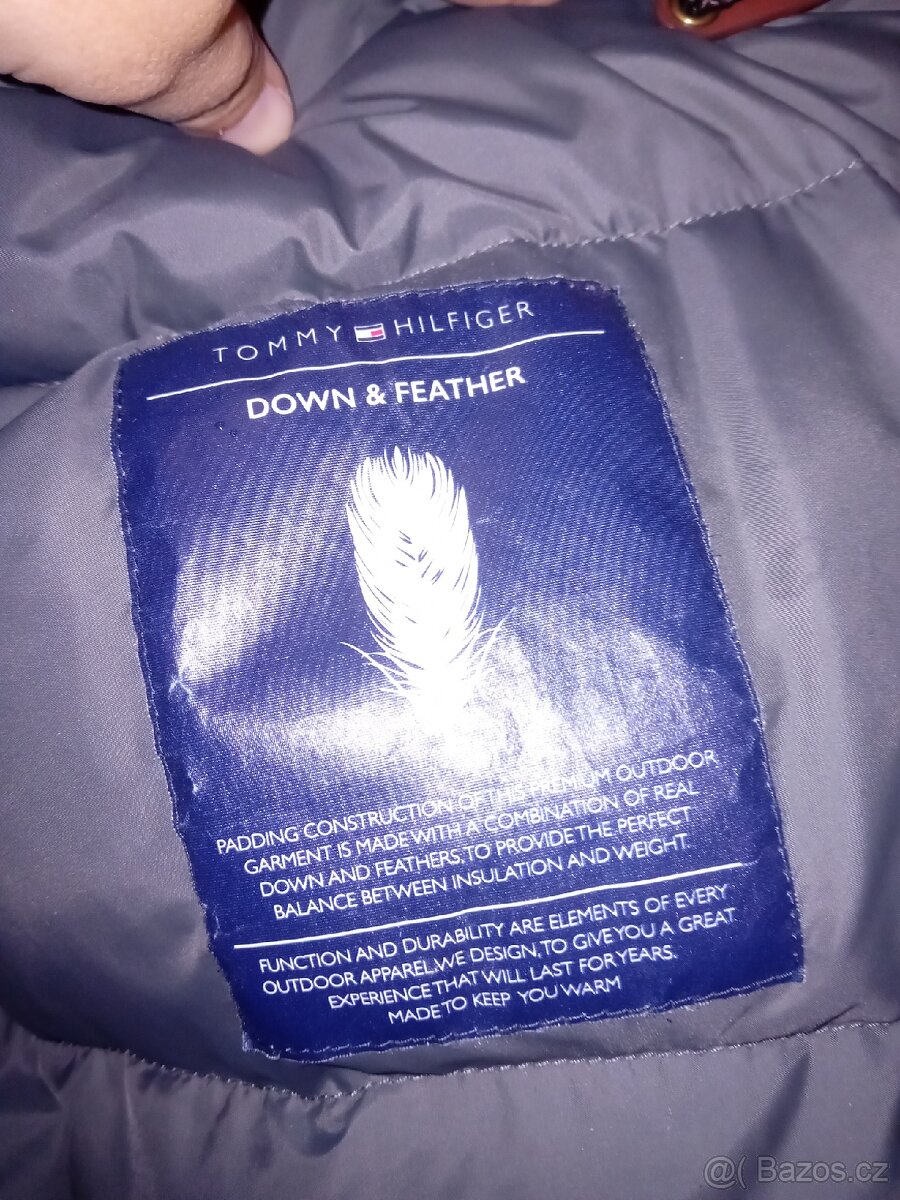 TOMMY HILFIGER
DOWN & FEATHER
PADDING CONSTRUCTION OF THIS PREMIUM OUTDOOR
GARMENT IS MADE WITH A COMBINATION OF REAL
DOWN AND FEATHERS. TO PROVIDE THE PERFECT
BALANCE BETWEEN INSULATION AND WEIGHT.
FUNCTION AND DURABILITY ARE ELEMENTS OF EVERY
OUTDOOR APPAREL. WE DESIGN, TO GIVE YOU A GREAT
EXPERIENCE THAT WILL LAST FOR YEARS.
MADE TO KEEP YOU WARM
@( Bazos.cz